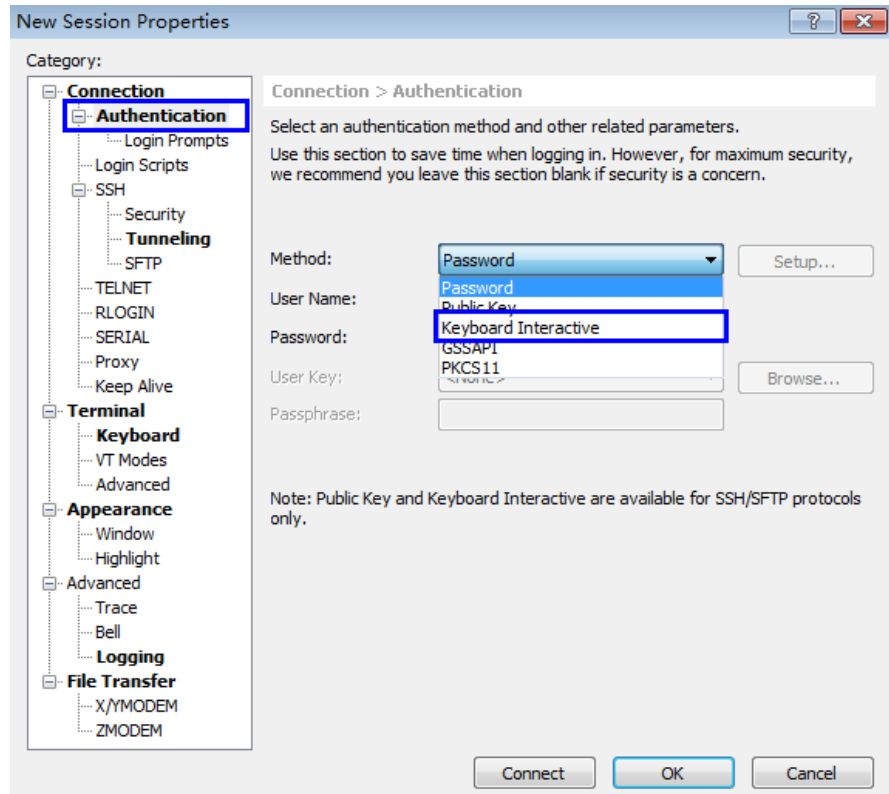 New Session Properties
Category:
Connection
Authentication
Login Prompts
Login Scripts
SSH
Security
Tunneling
SFTP
TELNET
RLOGIN
SERIAL
Proxy
Keep Alive
Terminal
Keyboard
VT Modes
Advanced
Appearance
Window
Highlight
Advanced
Trace
Bell
Logging
File Transfer
X/YMODEM
ZMODEM
Connection > Authentication
Select an authentication method and other related parameters.
Use this section to save time when logging in. However, for maximum security,
we recommend you leave this section blank if security is a concern.
Method:
Password
Setup...
Password
Public Key
Keyboard Interactive
GSSAPI
PKCS11
User Name:
Password:
User Key:
<None>
Browse...
Passphrase:
Note: Public Key and Keyboard Interactive are available for SSH/SFTP protocols
only.
Connect
OK
Cancel